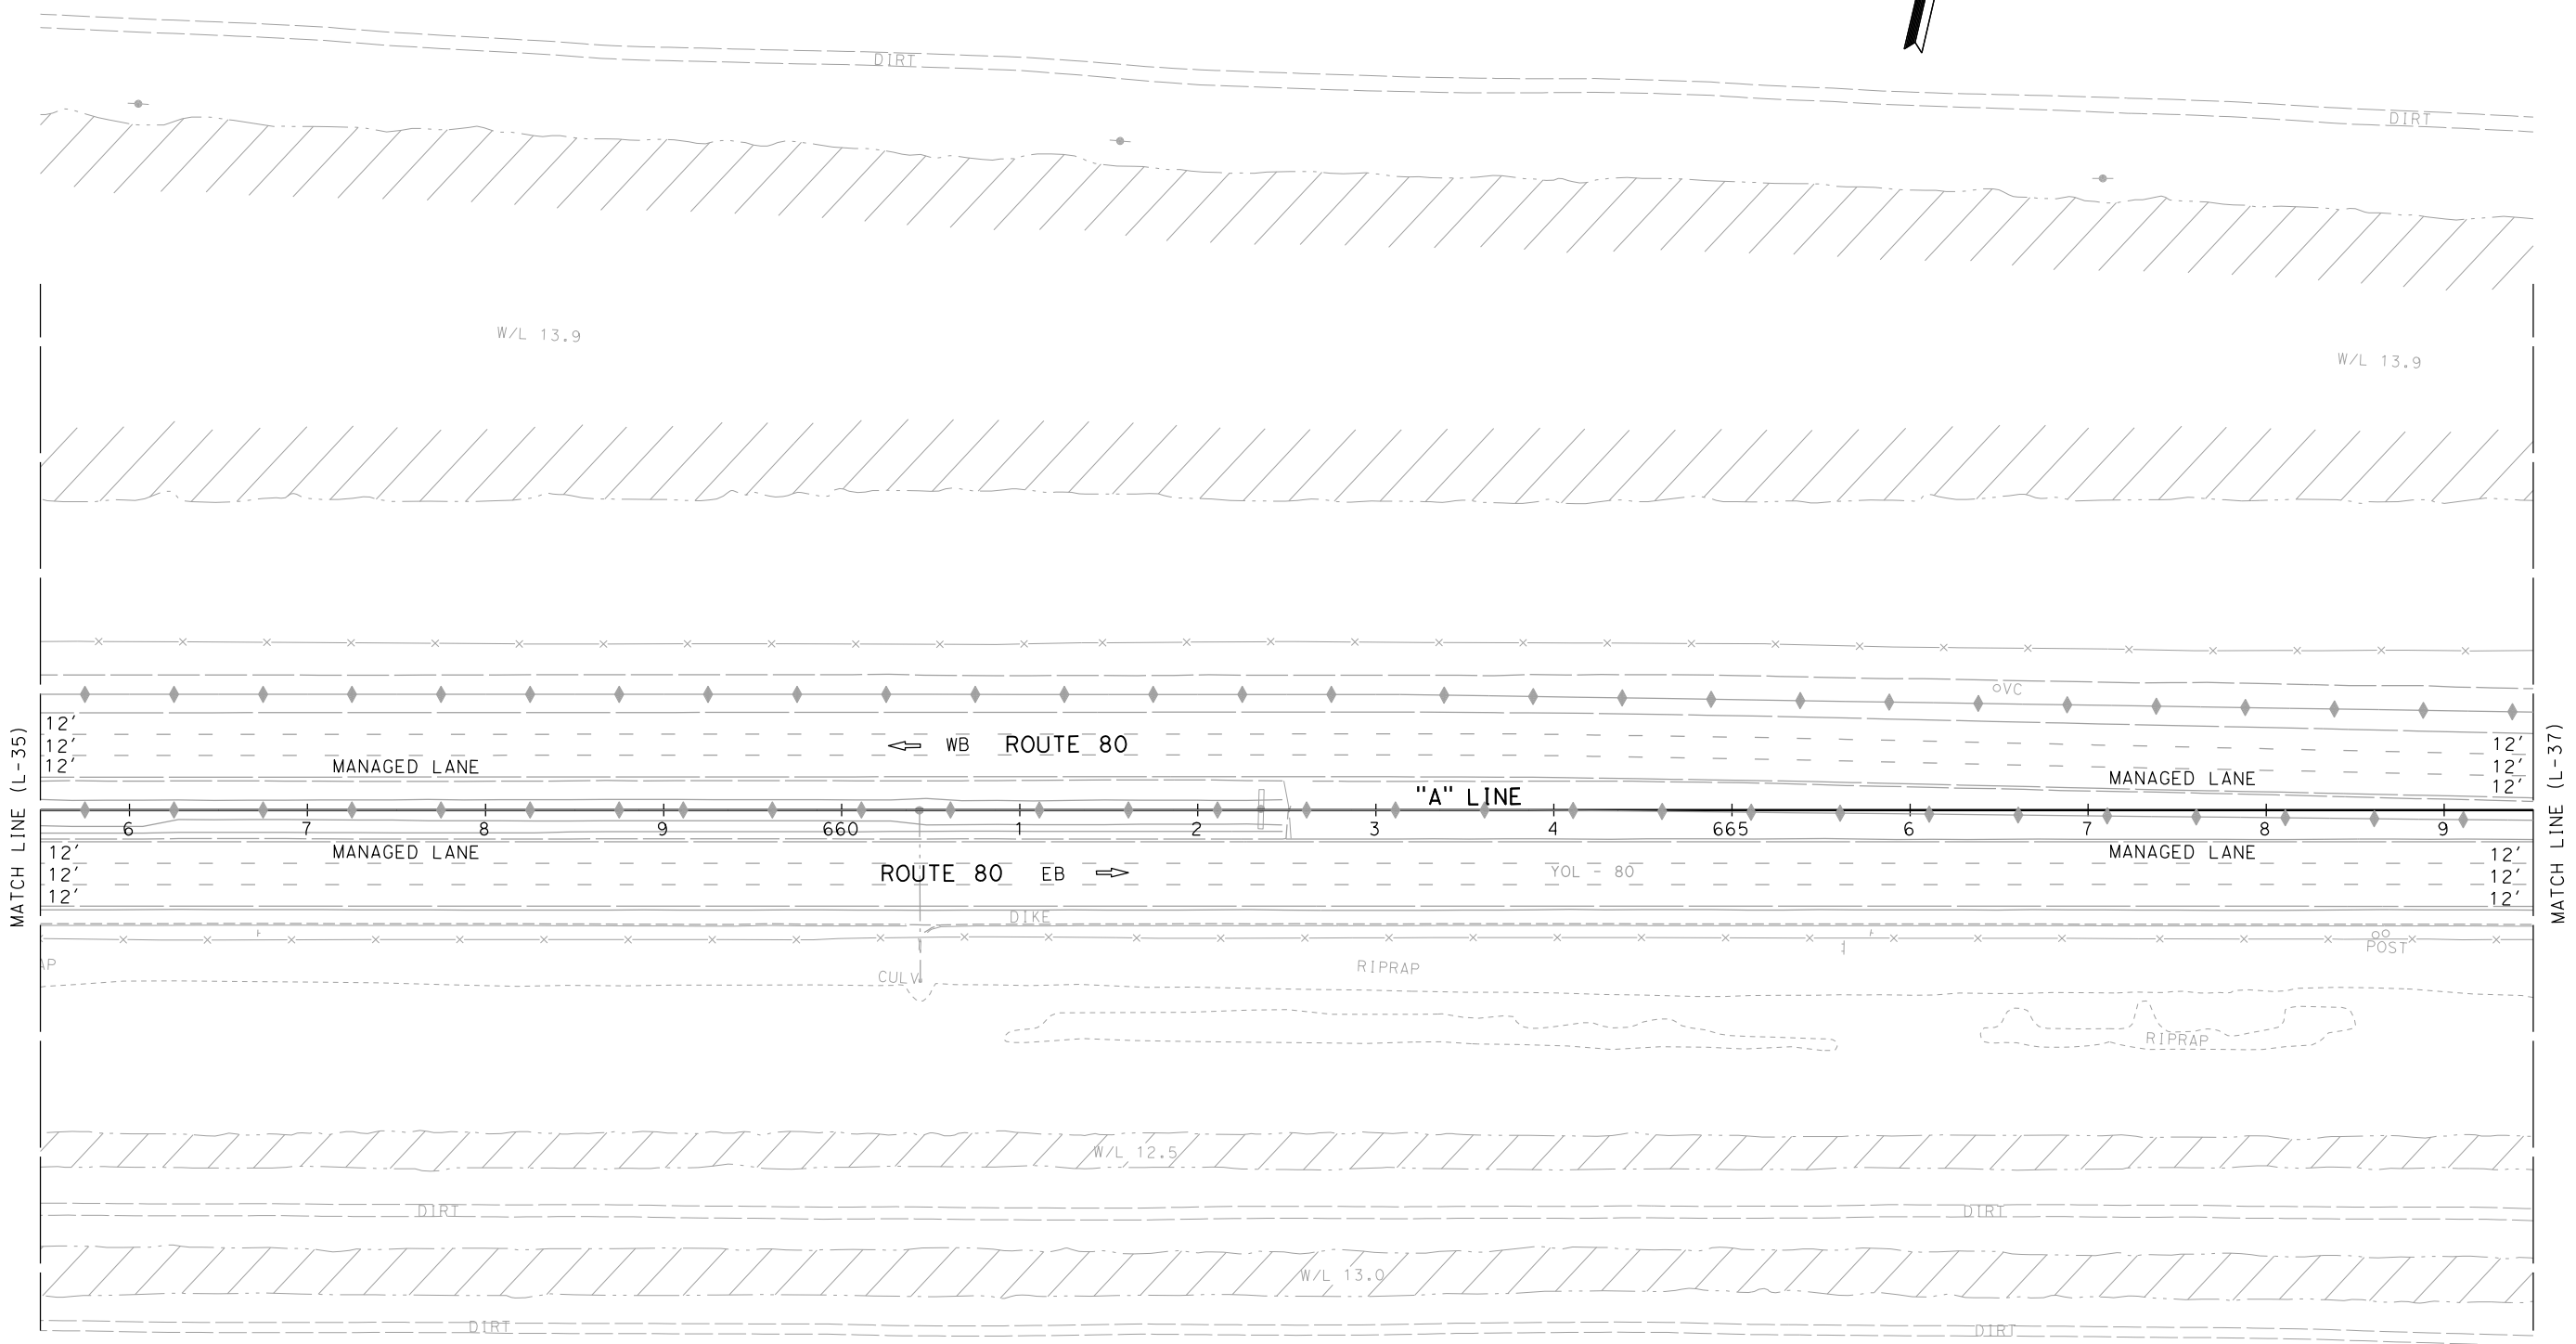 DIRT
DIRT
W/L 13.9
W/L 13.9
VC
12'
12'
12'
MANAGED LANE
WB ROUTE 80
12'
12'
12'
MANAGED LANE
"A" LINE
MATCH LINE (L-35)
MATCH LINE (L-37)
6 7 8 9 660 1 2 3 4 665 6 7 8 9
12'
12'
12'
MANAGED LANE
ROUTE 80 EB
YOL - 80
MANAGED LANE
12'
12'
12'
DIKE
AP
CULV
RIPRAP
POST
RIPRAP
W/L 12.5
DIRT
DIRT
W/L 13.0
DIRT
DIRT